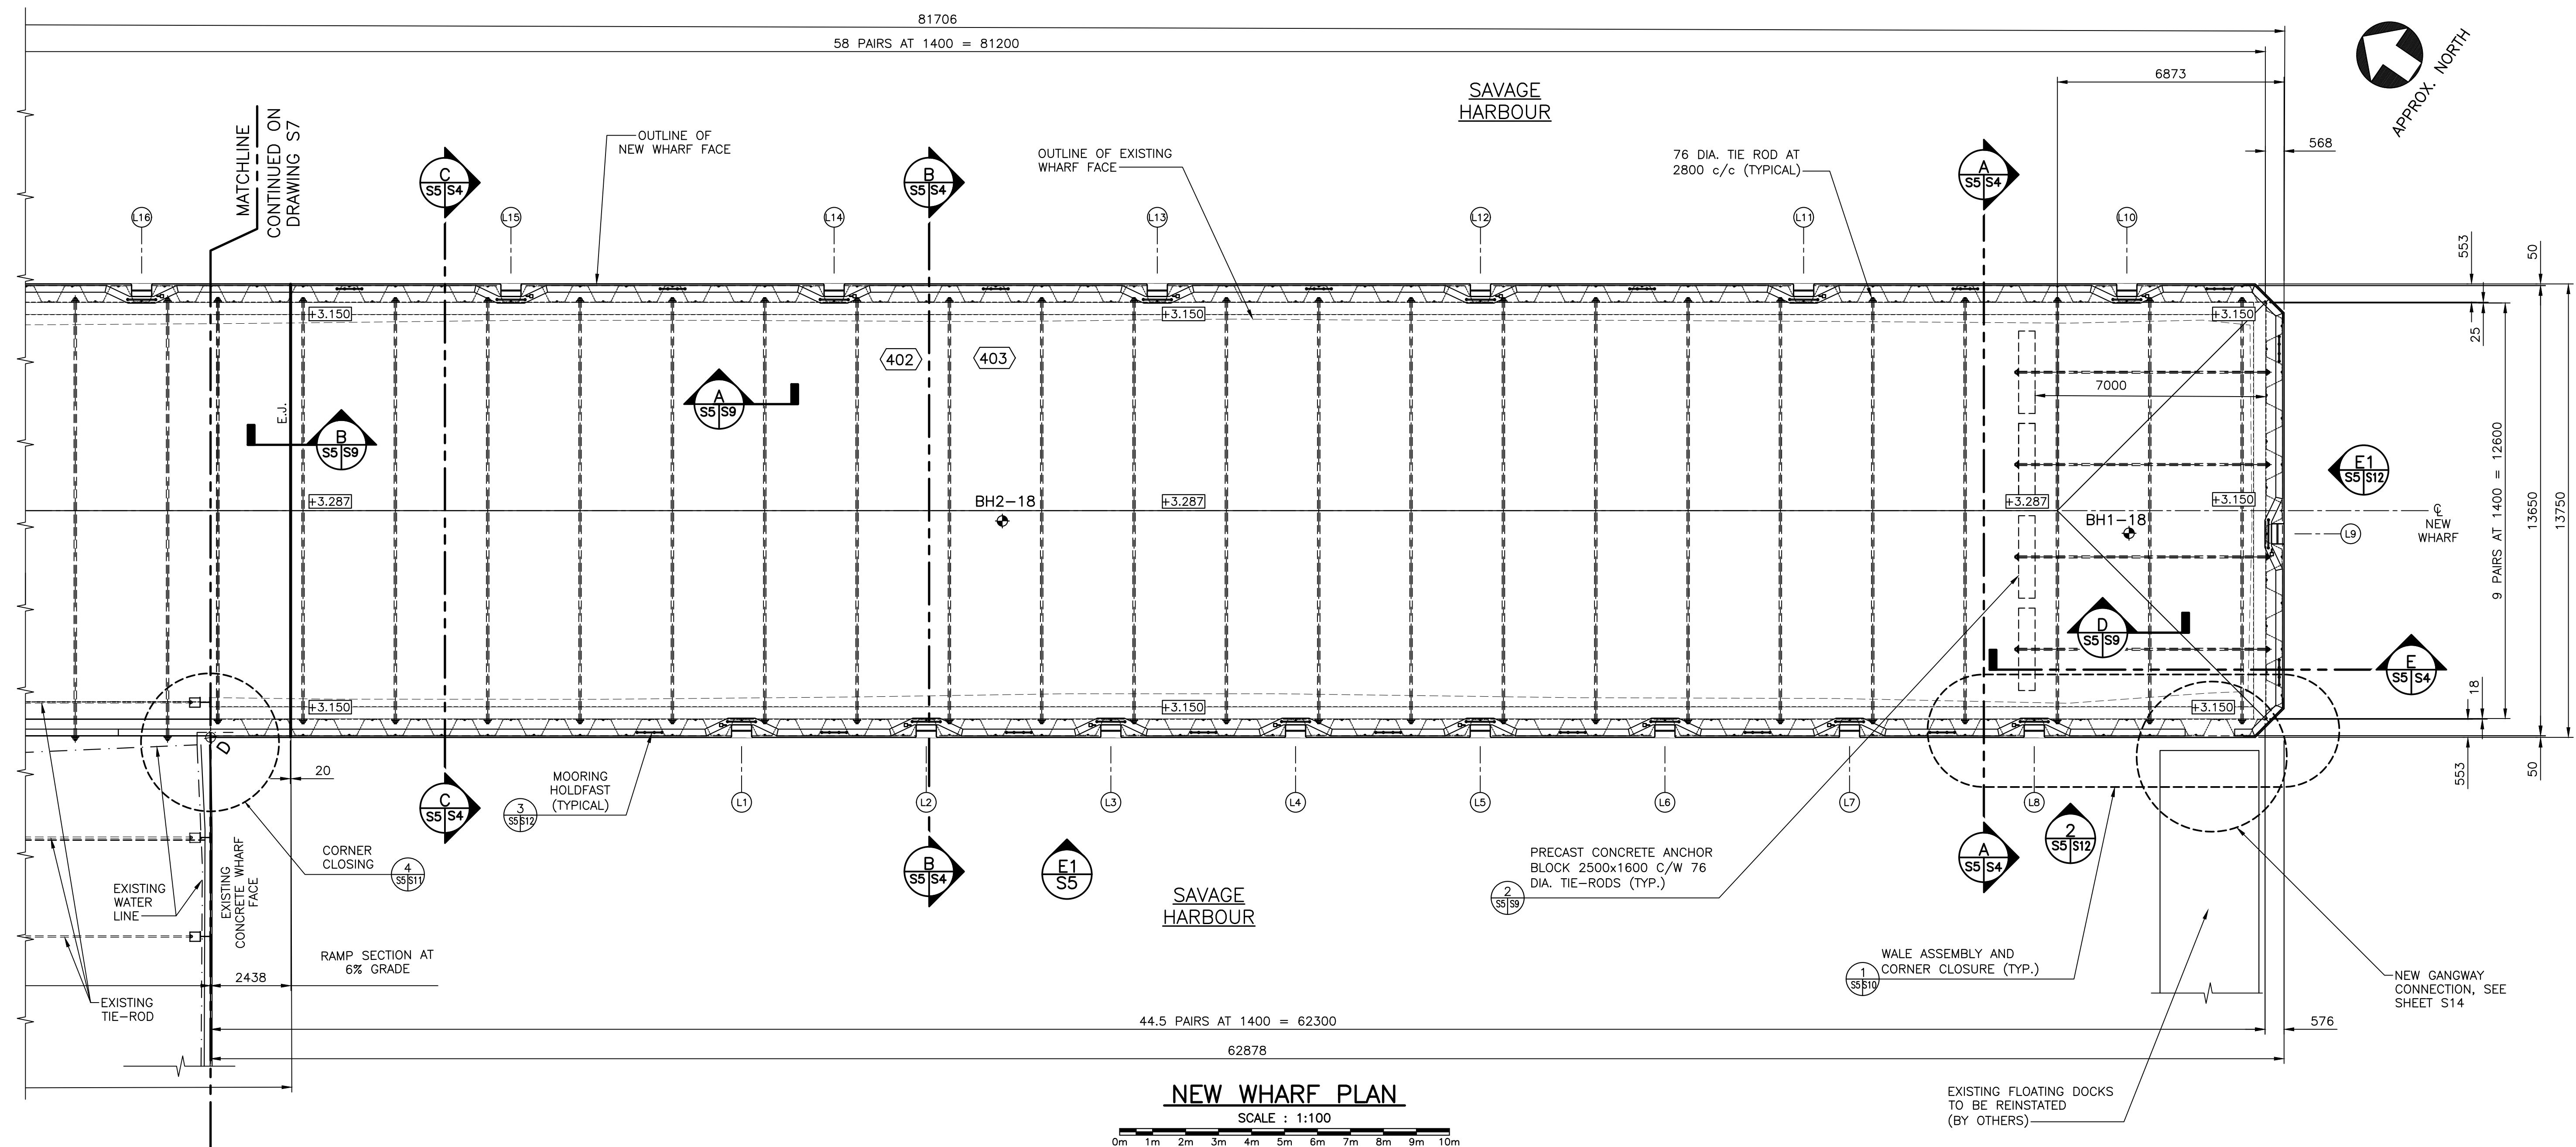 81706
58 PAIRS AT 1400 = 81200
6873
568
APPROX. NORTH
SAVAGE
HARBOUR
MATCHLINE
CONTINUED ON
DRAWING S7
C
S5 S4
B
S5 S4
A
S5 S4
OUTLINE OF
NEW WHARF FACE
OUTLINE OF EXISTING
WHARF FACE
76 DIA. TIE ROD AT
2800 c/c (TYPICAL)
L16
L15
L14
L13
L12
L11
L10
553
50
25
+3.150
+3.150
+3.150
402
403
A
S5 S9
7000
E.J.
B
S5 S9
9 PAIRS AT 1400 = 12600
13650
13750
E1
S5 S12
+3.287
BH2-18
+3.287
+3.287
+3.150
BH1-18
℄
NEW
WHARF
L9
D
S5 S9
E
S5 S4
+3.150
+3.150
+3.150
18
553
50
D
20
MOORING
HOLDFAST
(TYPICAL)
3
S5 S12
C
S5 S4
L1
L2
L3
L4
L5
L6
L7
L8
B
S5 S4
E1
S5
A
S5 S4
2
S5 S12
CORNER
CLOSING
4
S5 S11
EXISTING
WATER
LINE
EXISTING
CONCRETE WHARF
FACE
PRECAST CONCRETE ANCHOR
BLOCK 2500x1600 C/W 76
DIA. TIE-RODS (TYP.)
2
S5 S9
SAVAGE
HARBOUR
RAMP SECTION AT
6% GRADE
2438
WALE ASSEMBLY AND
CORNER CLOSURE (TYP.)
1
S5 S10
NEW GANGWAY
CONNECTION, SEE
SHEET S14
EXISTING
TIE-ROD
44.5 PAIRS AT 1400 = 62300
576
62878
EXISTING FLOATING DOCKS
TO BE REINSTATED
(BY OTHERS)
NEW WHARF PLAN
SCALE : 1:100
0m 1m 2m 3m 4m 5m 6m 7m 8m 9m 10m